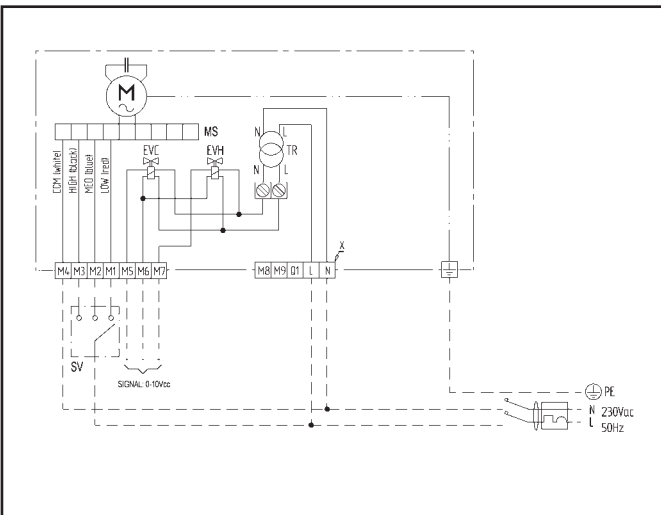 M
MS
COM (white)
HIGH (black)
MED (blue)
LOW (red)
EVC
EVH
N L
TR
N L
X
M4 M3 M2 M1 M5 M6 M7
M8 M9 Q1 L N
SV
SIGNAL: 0-10Vcc
PE
N 230Vac
L 50Hz